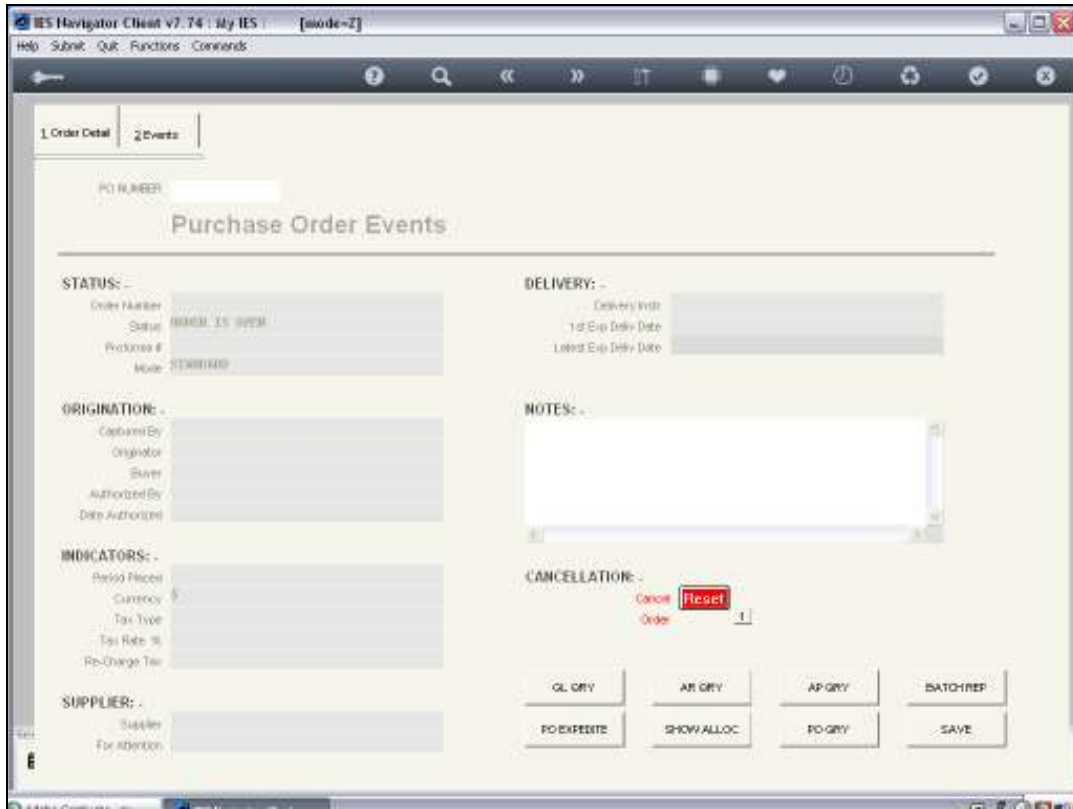 IES Navigator Client v7.74 : My IES : [mode=Z]
Help Submit Quit Functions Commands
1 Order Detail 2 Events
PO NUMBER
Purchase Order Events
STATUS: -
Order Number
Status ORDER IS OPEN
Proforma #
Mode STANDARD
ORIGINATION: -
Captured By
Originator
Buyer
Authorized By
Date Authorized
INDICATORS: -
Period Placed
Currency $
Tax Type
Tax Rate %
Re-Charge Tax
SUPPLIER: -
Supplier
For Attention
DELIVERY: -
Delivery Instr
1st Exp Deliv Date
Latest Exp Deliv Date
NOTES: -
CANCELLATION: -
Cancel Reset
Order
GL QRY AR QRY AP QRY BATCH REP
PO EXPEDITE SHOW ALLOC PO QRY SAVE